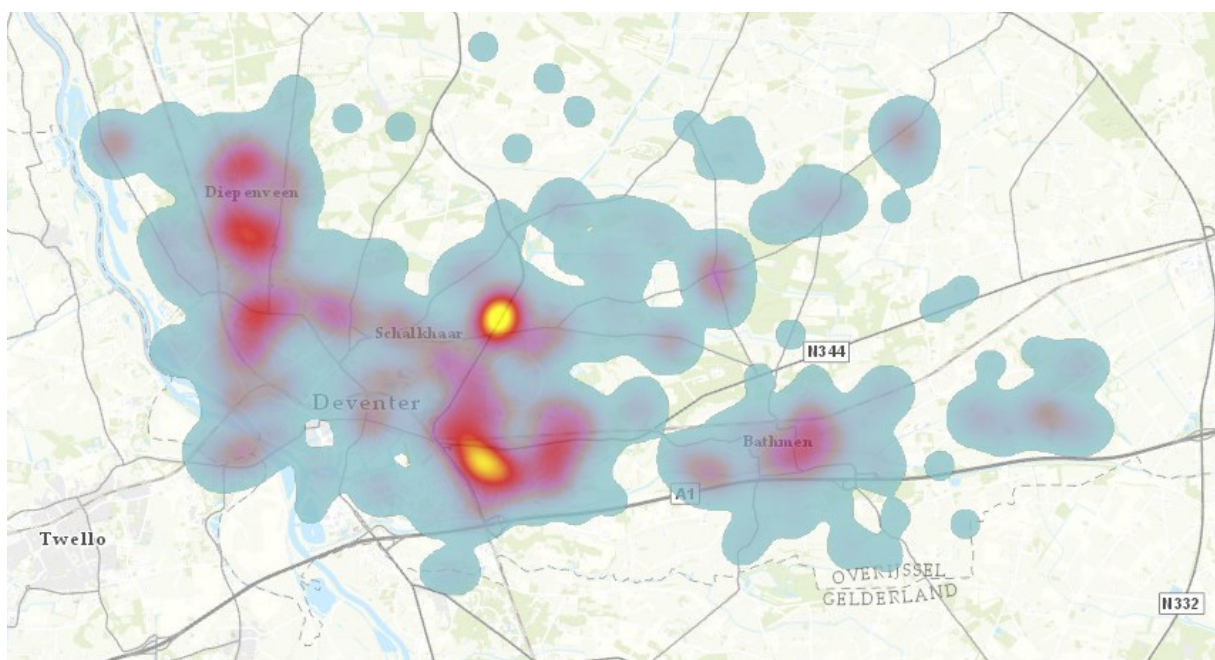 Diepenveen
Schalkhaar
N344
Deventer
Bathmen
A1
Twello
OVERIJSSEL
GELDERLAND
N332